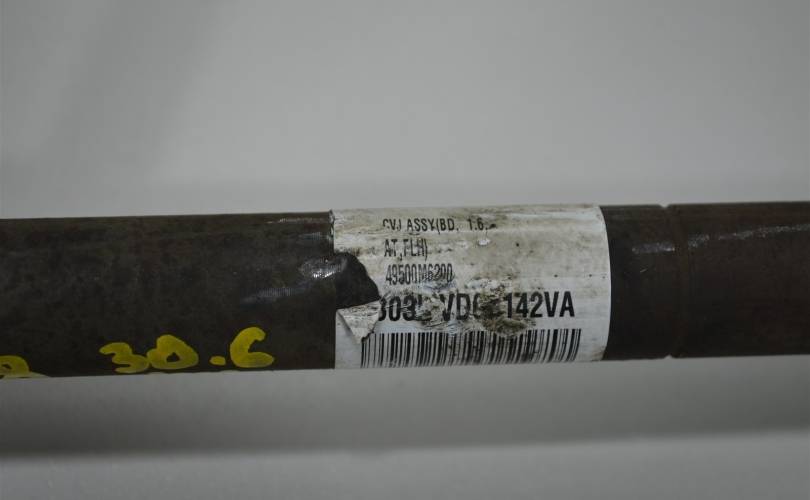 CVJ ASSY(BD, 1.6,
AT,FLH)
49500M6200
142VA
30.6